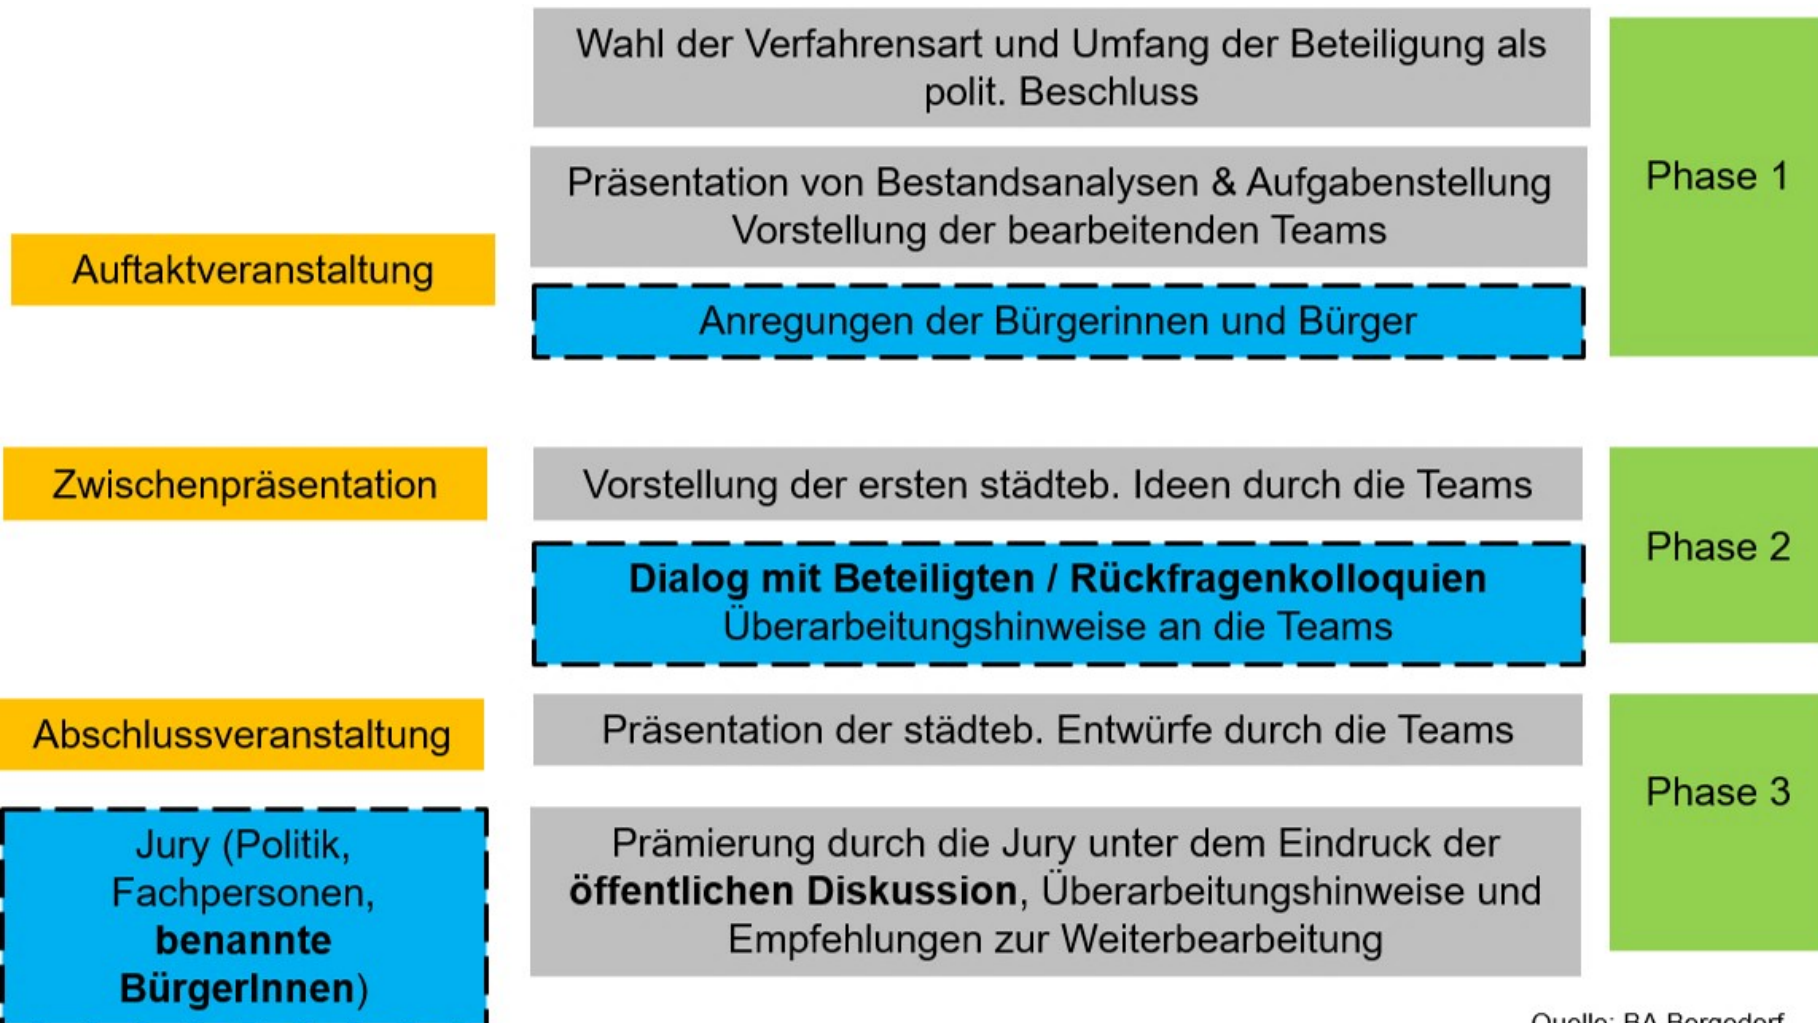 Wahl der Verfahrensart und Umfang der Beteiligung als
polit. Beschluss
Phase 1
Präsentation von Bestandsanalysen & Aufgabenstellung
Vorstellung der bearbeitenden Teams
Auftaktveranstaltung
Anregungen der Bürgerinnen und Bürger
Zwischenpräsentation
Vorstellung der ersten städteb. Ideen durch die Teams
Phase 2
Dialog mit Beteiligten / Rückfragenkolloquien
Überarbeitungshinweise an die Teams
Abschlussveranstaltung
Präsentation der städteb. Entwürfe durch die Teams
Phase 3
Jury (Politik,
Fachpersonen,
benannte
BürgerInnen)
Prämierung durch die Jury unter dem Eindruck der
öffentlichen Diskussion, Überarbeitungshinweise und
Empfehlungen zur Weiterbearbeitung
Quelle: BA Bergedorf